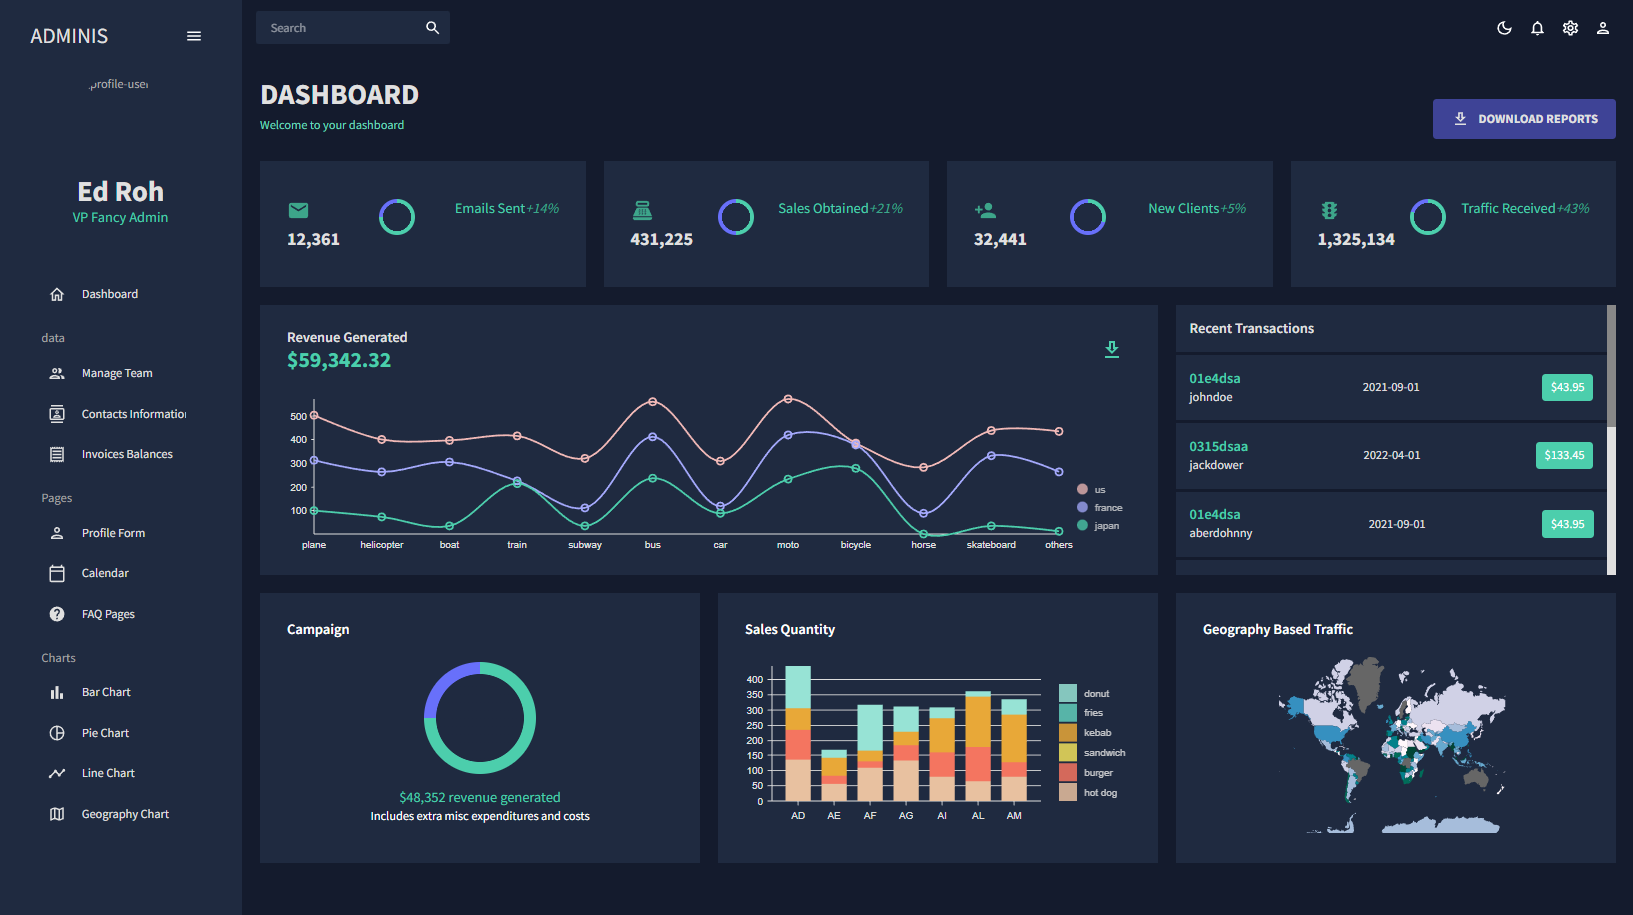 ADMINIS
Search
profile-user
Ed Roh
VP Fancy Admin
Dashboard
data
Manage Team
Contacts Informatio
Invoices Balances
Pages
Profile Form
Calendar
FAQ Pages
Charts
Bar Chart
Pie Chart
Line Chart
Geography Chart
DASHBOARD
Welcome to your dashboard
DOWNLOAD REPORTS
Emails Sent +14%
12,361
Sales Obtained +21%
431,225
New Clients +5%
32,441
Traffic Received +43%
1,325,134
Revenue Generated
$59,342.32
500
400
300
200
100
plane helicopter boat train subway bus car moto bicycle horse skateboard others
us
france
japan
Recent Transactions
01e4dsa
johndoe
2021-09-01
$43.95
0315dsaa
jackdower
2022-04-01
$133.45
01e4dsa
aberdohnny
2021-09-01
$43.95
Campaign
$48,352 revenue generated
Includes extra misc expenditures and costs
Sales Quantity
400
350
300
250
200
150
100
50
0
AD AE AF AG AI AL AM
donut
fries
kebab
sandwich
burger
hot dog
Geography Based Traffic